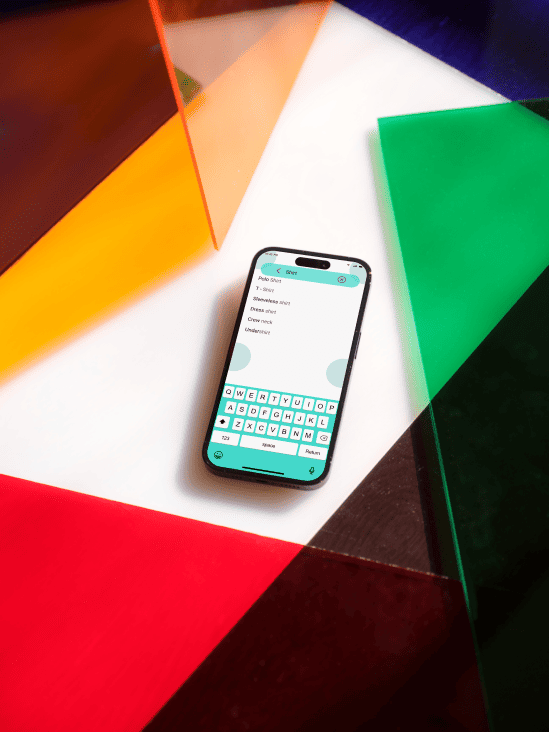 Shirt
Polo Shirt
T - Shirt
Sleeveless shirt
Dress shirt
Crew neck
Undershirt
Q W E R T Y U I O P
A S D F G H J K L
Z X C V B N M
123 space Return